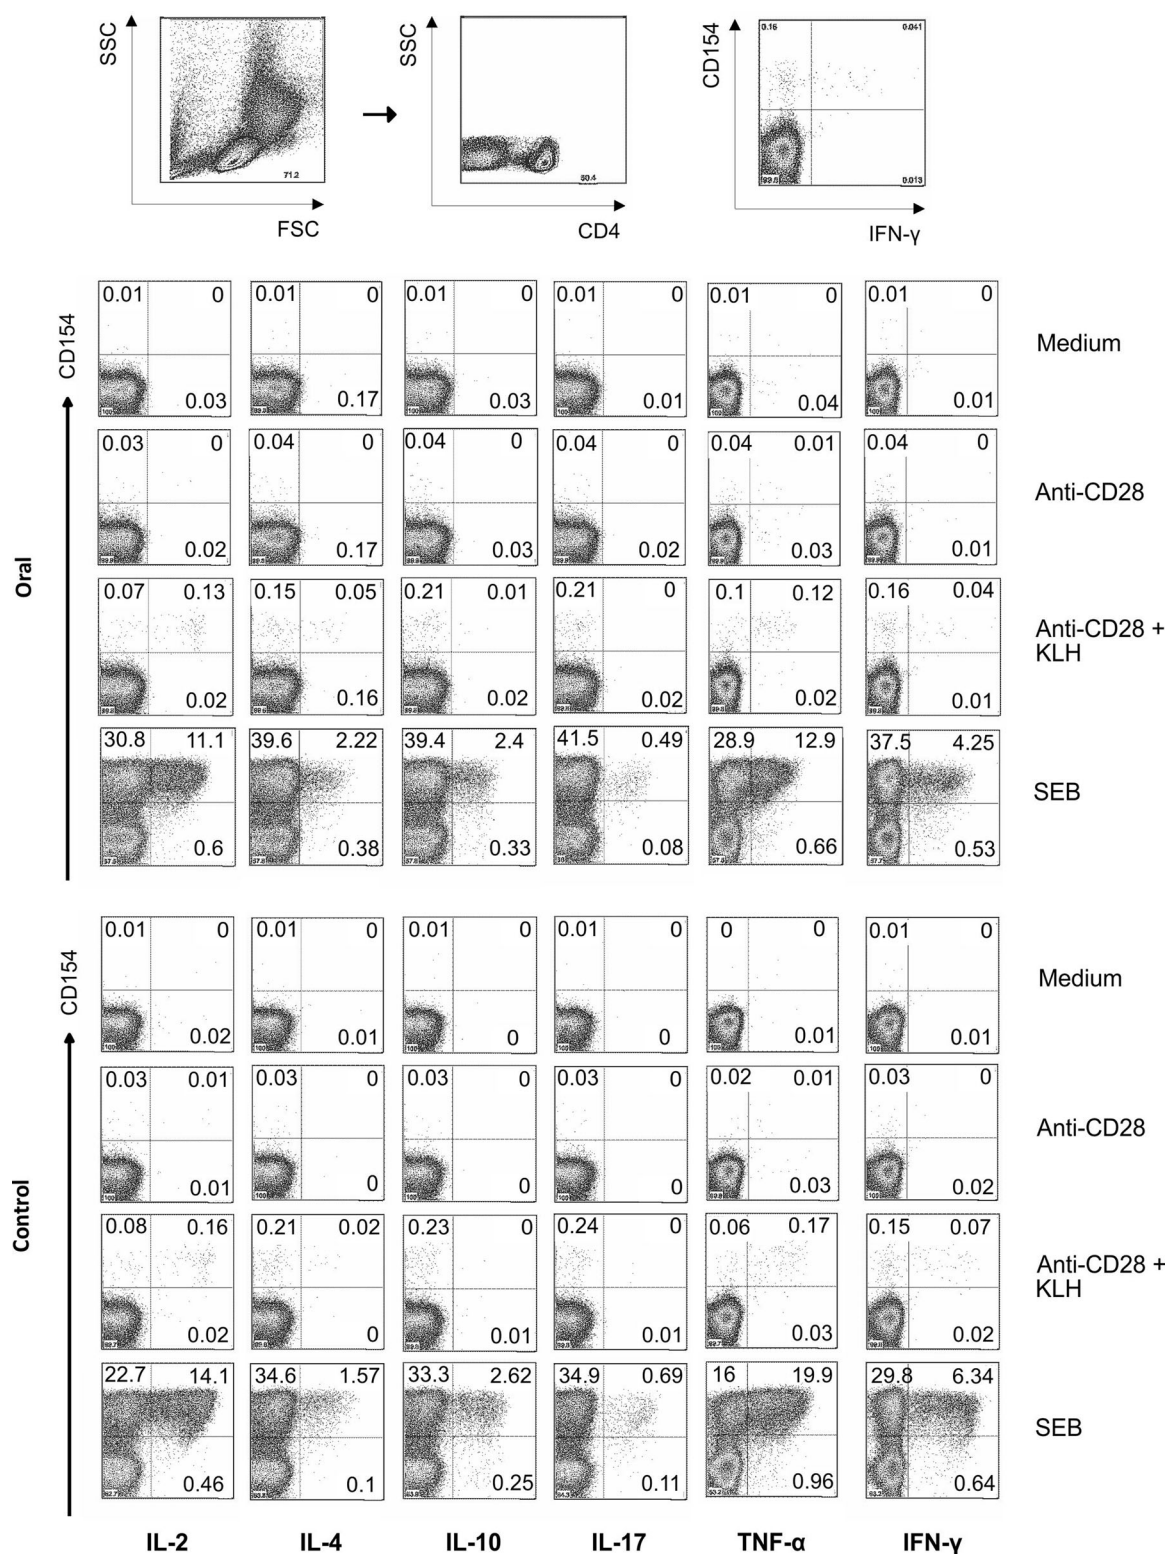 SSC
71.2
FSC
SSC
CD4
CD154
0.16 0.041
0.013
IFN-γ
Oral
CD154
0.01 0 0.01 0 0.01 0 0.01 0 0.01 0 0.01 0
Medium
0.03 0.17 0.03 0.01 0.04 0.01
0.03 0 0.04 0 0.04 0 0.04 0 0.04 0.01 0.04 0
Anti-CD28
0.02 0.17 0.03 0.02 0.03 0.01
0.07 0.13 0.15 0.05 0.21 0.01 0.21 0 0.1 0.12 0.16 0.04
Anti-CD28 +
KLH
0.02 0.16 0.02 0.02 0.02 0.01
30.8 11.1 39.6 2.22 39.4 2.4 41.5 0.49 28.9 12.9 37.5 4.25
SEB
0.6 0.38 0.33 0.08 0.66 0.53
Control
CD154
0.01 0 0.01 0 0.01 0 0.01 0 0 0 0.01 0
Medium
0.02 0.01 0 0 0.01 0.01
0.03 0.01 0.03 0 0.03 0 0.03 0 0.02 0.01 0.03 0
Anti-CD28
0.01 0 0 0 0.03 0.02
0.08 0.16 0.21 0.02 0.23 0 0.24 0 0.06 0.17 0.15 0.07
Anti-CD28 +
KLH
0.02 0 0.01 0.01 0.03 0.02
22.7 14.1 34.6 1.57 33.3 2.62 34.9 0.69 16 19.9 29.8 6.34
SEB
0.46 0.1 0.25 0.11 0.96 0.64
IL-2 IL-4 IL-10 IL-17 TNF-α IFN-γ